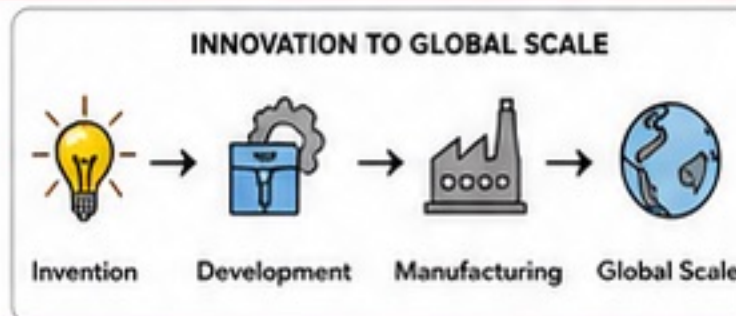 INNOVATION TO GLOBAL SCALE
Invention Development Manufacturing Global Scale